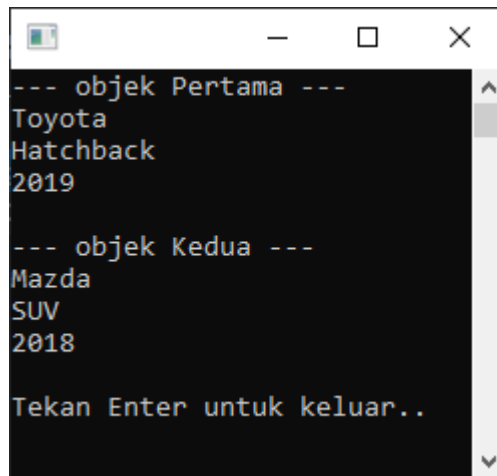 --- objek Pertama ---
Toyota
Hatchback
2019
--- objek Kedua ---
Mazda
SUV
2018
Tekan Enter untuk keluar..